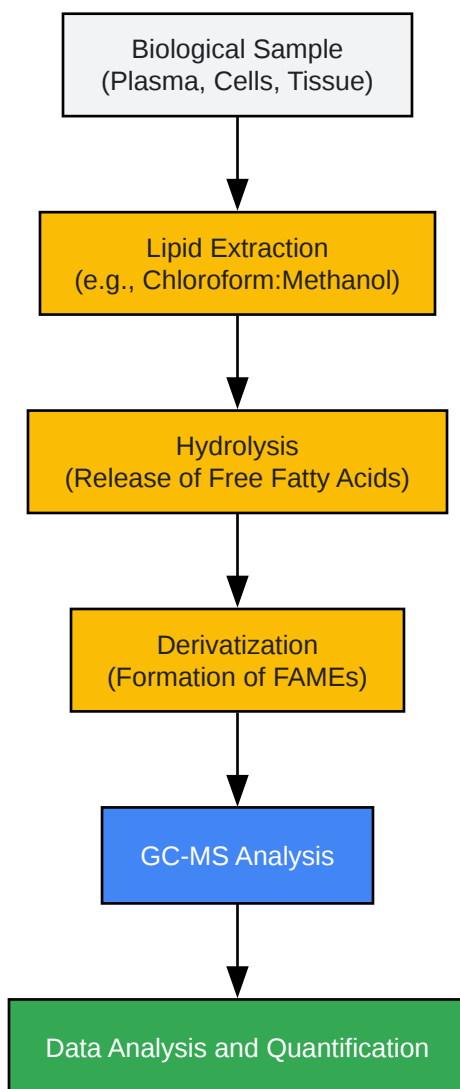 Biological Sample
(Plasma, Cells, Tissue)
Lipid Extraction
(e.g., Chloroform:Methanol)
Hydrolysis
(Release of Free Fatty Acids)
Derivatization
(Formation of FAMEs)
GC-MS Analysis
Data Analysis and Quantification